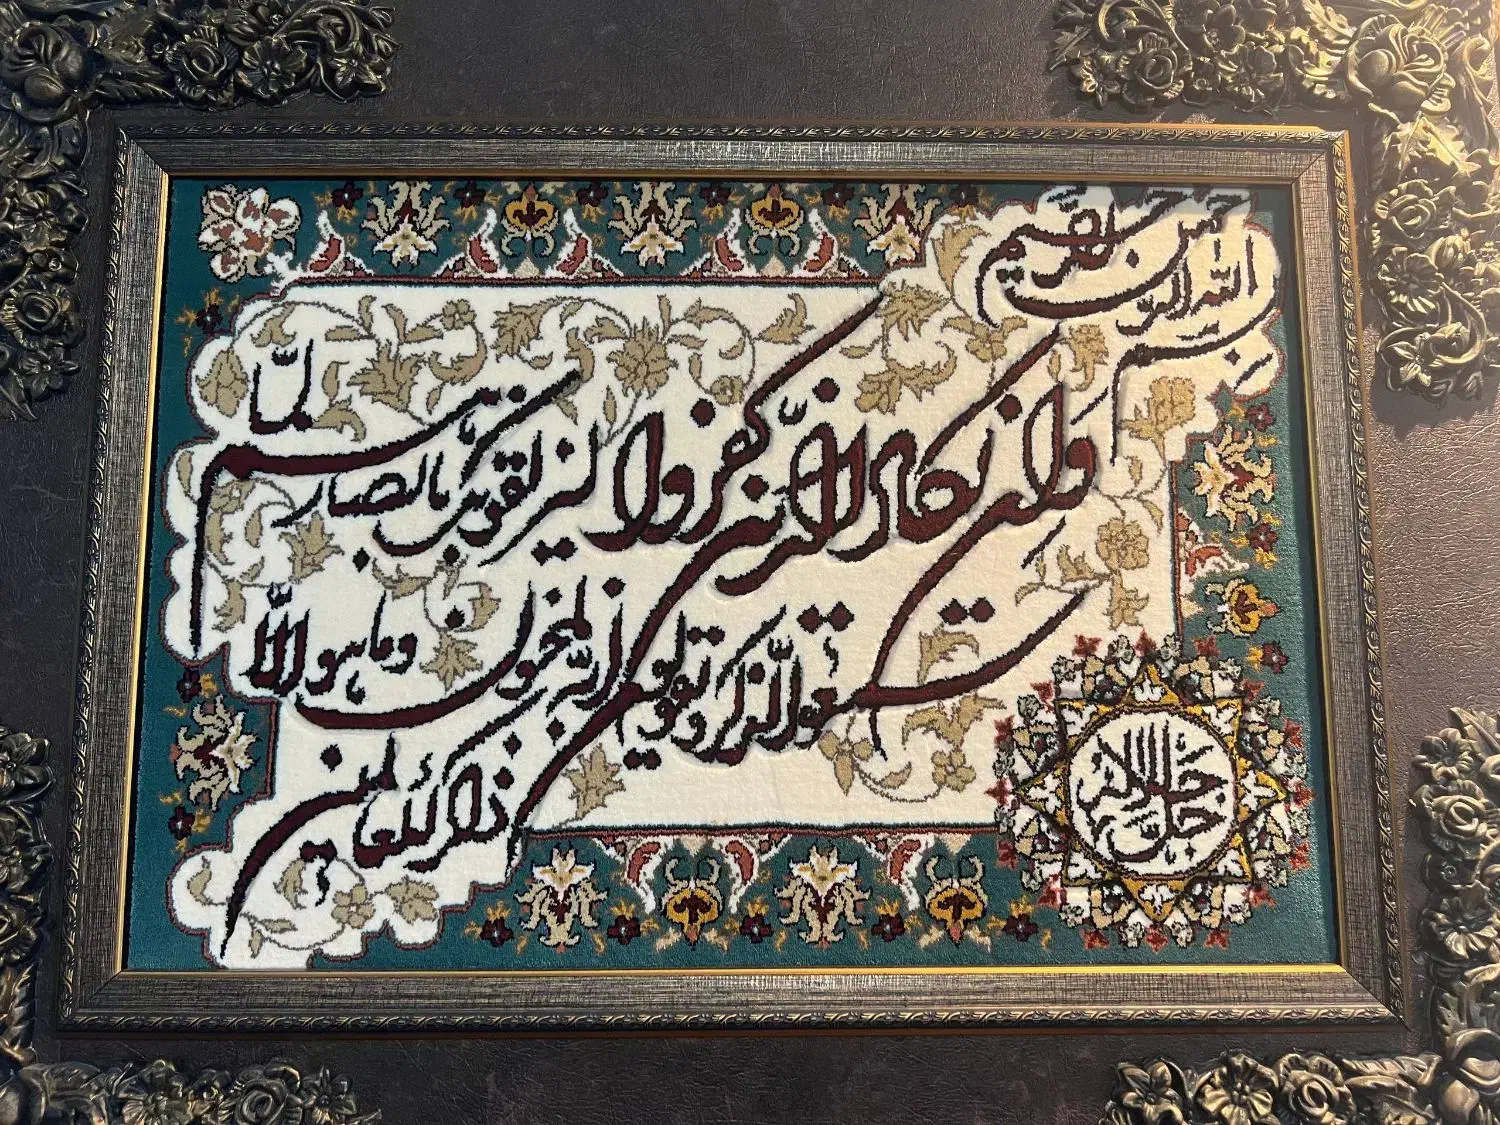 بسم الله الرحمن الرحیم
وان یکاد الذین کفروا لیزلقونک بابصارهم لما
سمعوا الذکر و یقولون انه لمجنون وما هو الا
ذکر للعالمین
جل جلاله